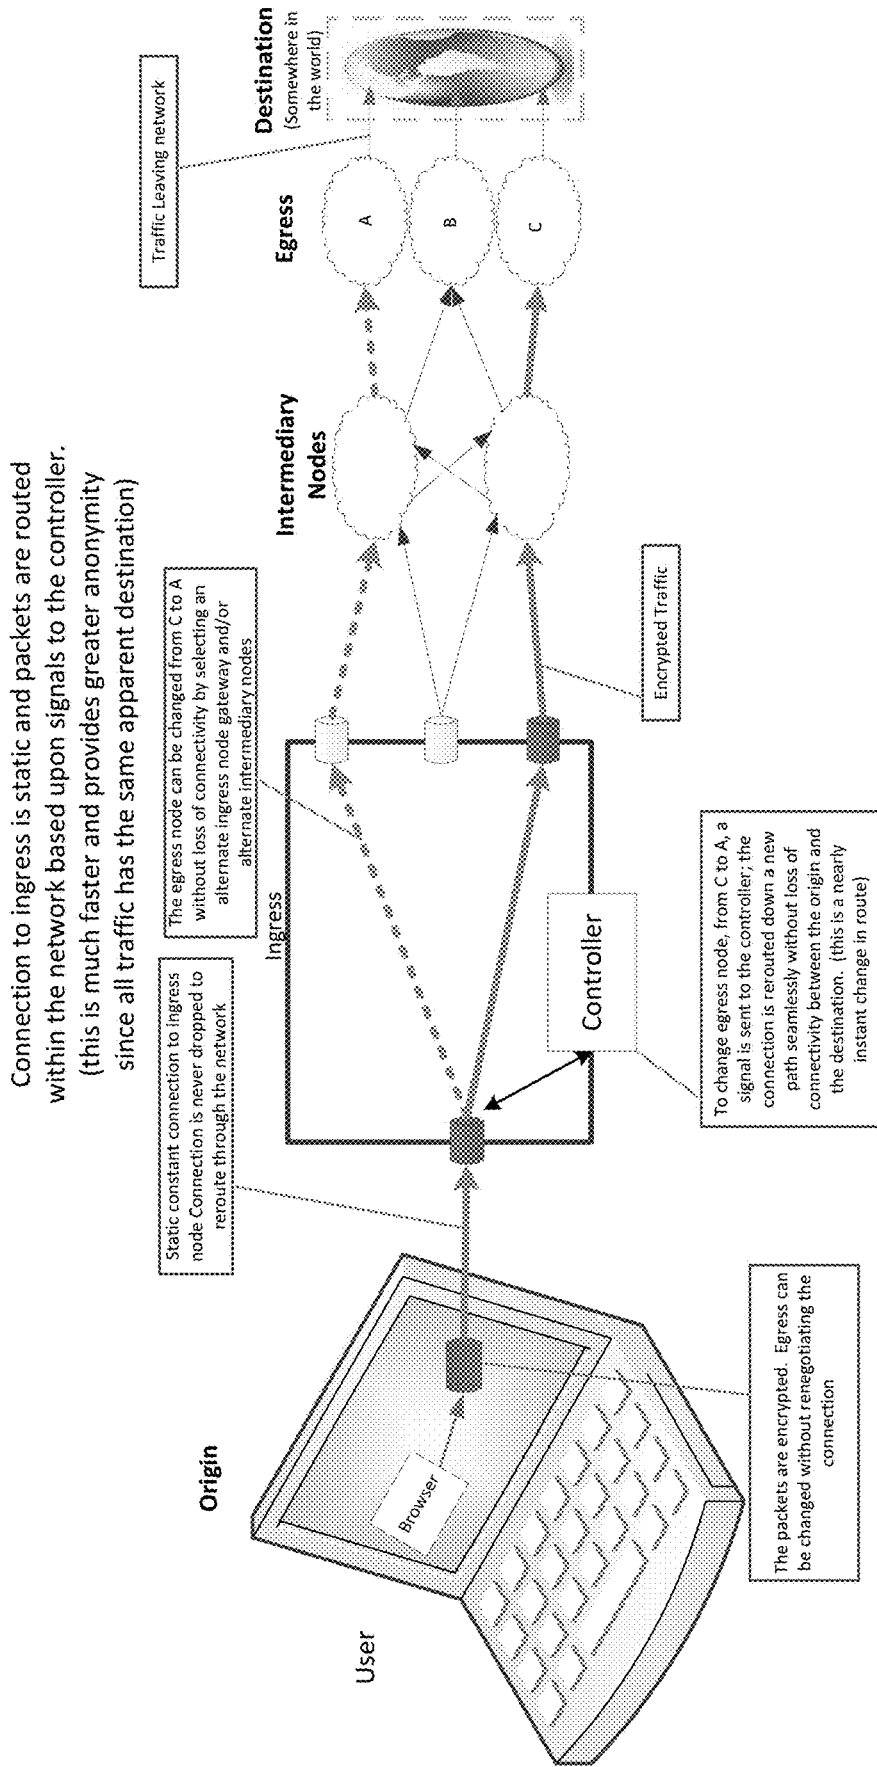 Connection to ingress is static and packets are routed
within the network based upon signals to the controller.
(this is much faster and provides greater anonymity
since all traffic has the same apparent destination)
Origin
User
Browser
The packets are encrypted.  Egress can
be changed without renegotiating the
connection
Static constant connection to ingress
node Connection is never dropped to
reroute through the network
Ingress
Controller
The egress node can be changed from C to A
without loss of connectivity by selecting an
alternate ingress node gateway and/or
alternate intermediary nodes
To change egress node, from C to A, a
signal is sent to the controller; the
connection is rerouted down a new
path seamlessly without loss of
connectivity between the origin and
the destination.  (this is a nearly
instant change in route)
Encrypted Traffic
Intermediary
Nodes
Egress
A
B
C
Traffic Leaving network
Destination
(Somewhere in
the world)